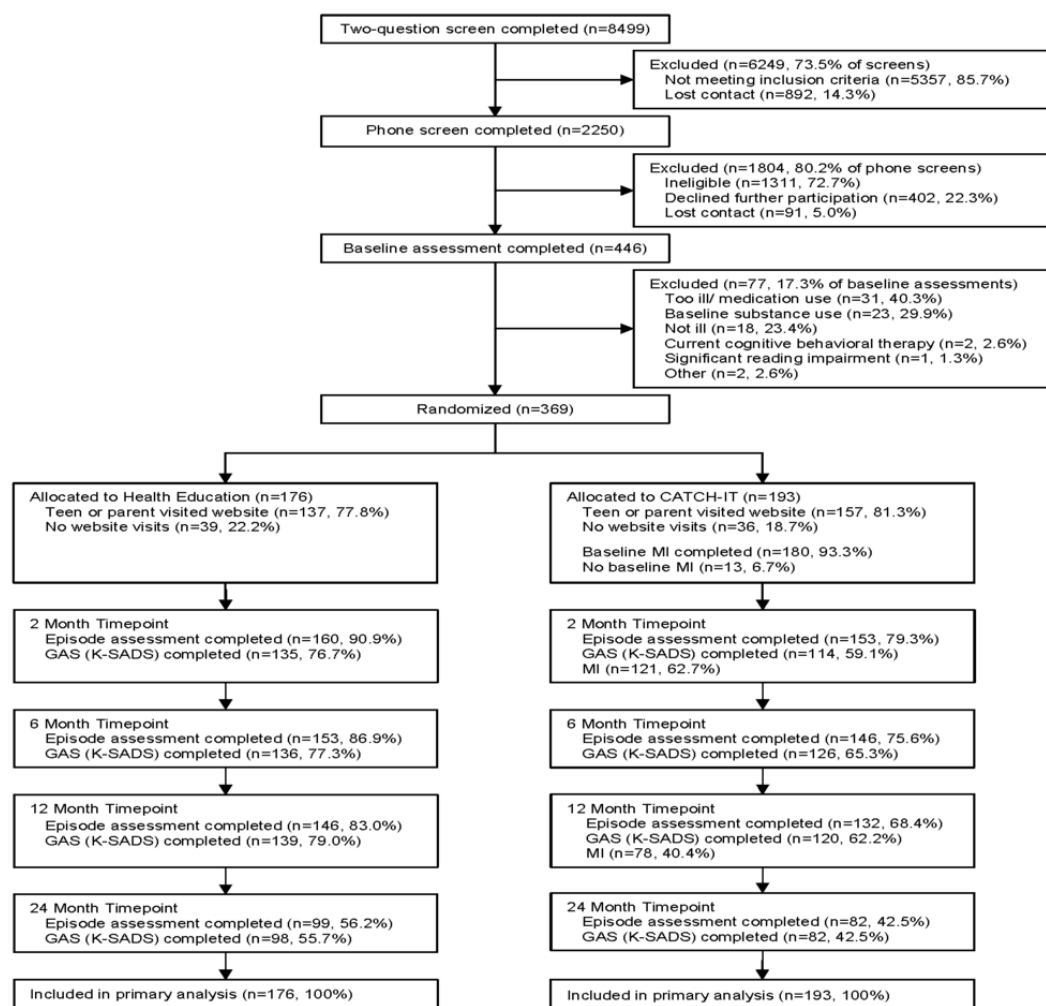 Two-question screen completed (n=8499)
Excluded (n=6249, 73.5% of screens)
Not meeting inclusion criteria (n=5357, 85.7%)
Lost contact (n=892, 14.3%)
Phone screen completed (n=2250)
Excluded (n=1804, 80.2% of phone screens)
Ineligible (n=1311, 72.7%)
Declined further participation (n=402, 22.3%)
Lost contact (n=91, 5.0%)
Baseline assessment completed (n=446)
Excluded (n=77, 17.3% of baseline assessments)
Too ill/ medication use (n=31, 40.3%)
Baseline substance use (n=23, 29.9%)
Not ill (n=18, 23.4%)
Current cognitive behavioral therapy (n=2, 2.6%)
Significant reading impairment (n=1, 1.3%)
Other (n=2, 2.6%)
Randomized (n=369)
Allocated to Health Education (n=176)
Teen or parent visited website (n=137, 77.8%)
No website visits (n=39, 22.2%)
Allocated to CATCH-IT (n=193)
Teen or parent visited website (n=157, 81.3%)
No website visits (n=36, 18.7%)
Baseline MI completed (n=180, 93.3%)
No baseline MI (n=13, 6.7%)
2 Month Timepoint
Episode assessment completed (n=160, 90.9%)
GAS (K-SADS) completed (n=135, 76.7%)
2 Month Timepoint
Episode assessment completed (n=153, 79.3%)
GAS (K-SADS) completed (n=114, 59.1%)
MI (n=121, 62.7%)
6 Month Timepoint
Episode assessment completed (n=153, 86.9%)
GAS (K-SADS) completed (n=136, 77.3%)
6 Month Timepoint
Episode assessment completed (n=146, 75.6%)
GAS (K-SADS) completed (n=126, 65.3%)
12 Month Timepoint
Episode assessment completed (n=146, 83.0%)
GAS (K-SADS) completed (n=139, 79.0%)
12 Month Timepoint
Episode assessment completed (n=132, 68.4%)
GAS (K-SADS) completed (n=120, 62.2%)
MI (n=78, 40.4%)
24 Month Timepoint
Episode assessment completed (n=99, 56.2%)
GAS (K-SADS) completed (n=98, 55.7%)
24 Month Timepoint
Episode assessment completed (n=82, 42.5%)
GAS (K-SADS) completed (n=82, 42.5%)
Included in primary analysis (n=176, 100%)
Included in primary analysis (n=193, 100%)